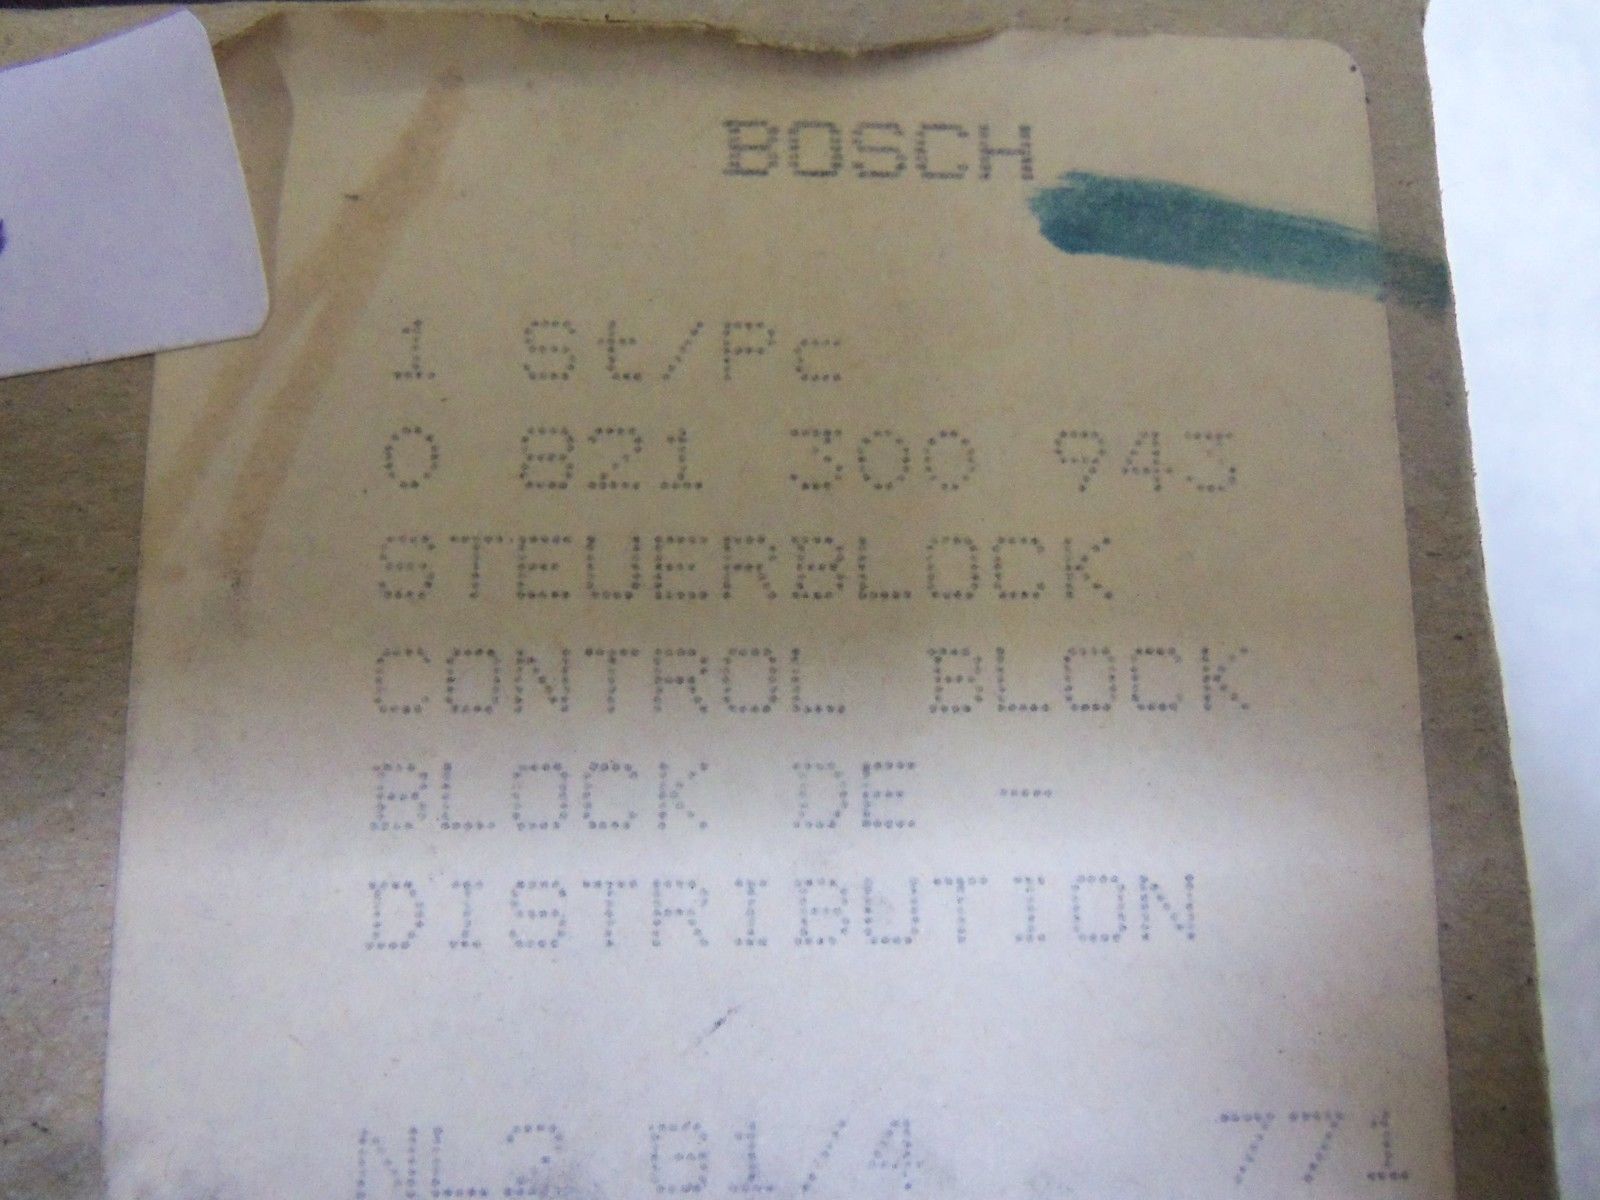 BOSCH
1 St/Pc
0 821 300 943
STEUERBLOCK
CONTROL BLOCK
BLOCK DE -
DISTRIBUTION
NL2 G1/4 771